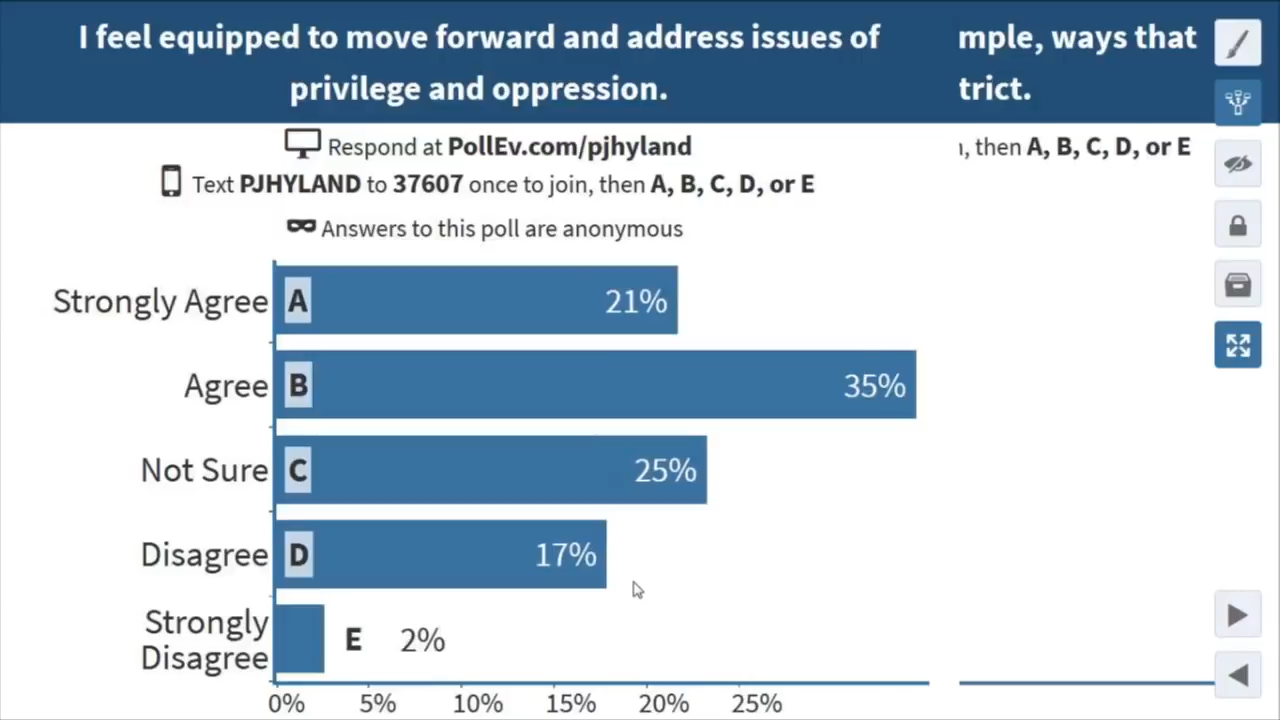 I feel equipped to move forward and address issues of
privilege and oppression.
mple, ways that
trict.
Respond at PollEv.com/pjhyland
Text PJHYLAND to 37607 once to join, then A, B, C, D, or E
, then A, B, C, D, or E
Answers to this poll are anonymous
Strongly Agree A 21%
Agree B 35%
Not Sure C 25%
Disagree D 17%
Strongly
Disagree E 2%
0% 5% 10% 15% 20% 25%